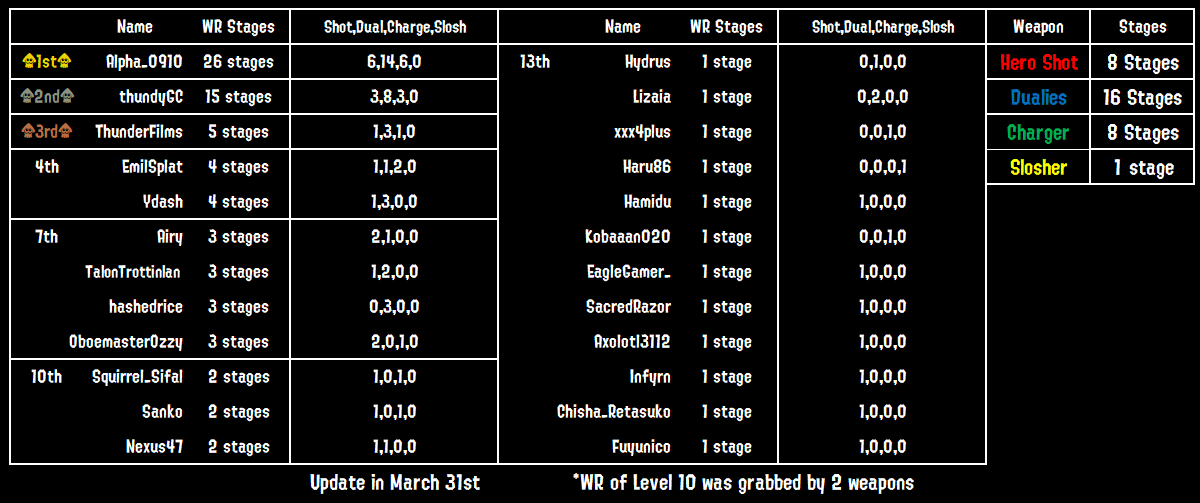 Name WR Stages Shot,Dual,Charge,Slosh Name WR Stages Shot,Dual,Charge,Slosh Weapon Stages
1st Alpha_0910 26 stages 6,14,6,0 13th Hydrus 1 stage 0,1,0,0 Hero Shot 8 Stages
2nd thundyGC 15 stages 3,8,3,0 Lizaia 1 stage 0,2,0,0 Dualies 16 Stages
3rd ThunderFilms 5 stages 1,3,1,0 xxx4plus 1 stage 0,0,1,0 Charger 8 Stages
4th EmilSplat 4 stages 1,1,2,0 Haru86 1 stage 0,0,0,1 Slosher 1 stage
Ydash 4 stages 1,3,0,0 Hamidu 1 stage 1,0,0,0
7th Airy 3 stages 2,1,0,0 Kobaaan020 1 stage 0,0,1,0
TalonTrottinIan 3 stages 1,2,0,0 EagleGamer_ 1 stage 1,0,0,0
hashedrice 3 stages 0,3,0,0 SacredRazor 1 stage 1,0,0,0
OboemasterOzzy 3 stages 2,0,1,0 Axolotl3112 1 stage 1,0,0,0
10th Squirrel_Sifal 2 stages 1,0,1,0 Infyrn 1 stage 1,0,0,0
Sanko 2 stages 1,0,1,0 Chisha_Retasuko 1 stage 1,0,0,0
Nexus47 2 stages 1,1,0,0 Fuyunico 1 stage 1,0,0,0
Update in March 31st *WR of Level 10 was grabbed by 2 weapons